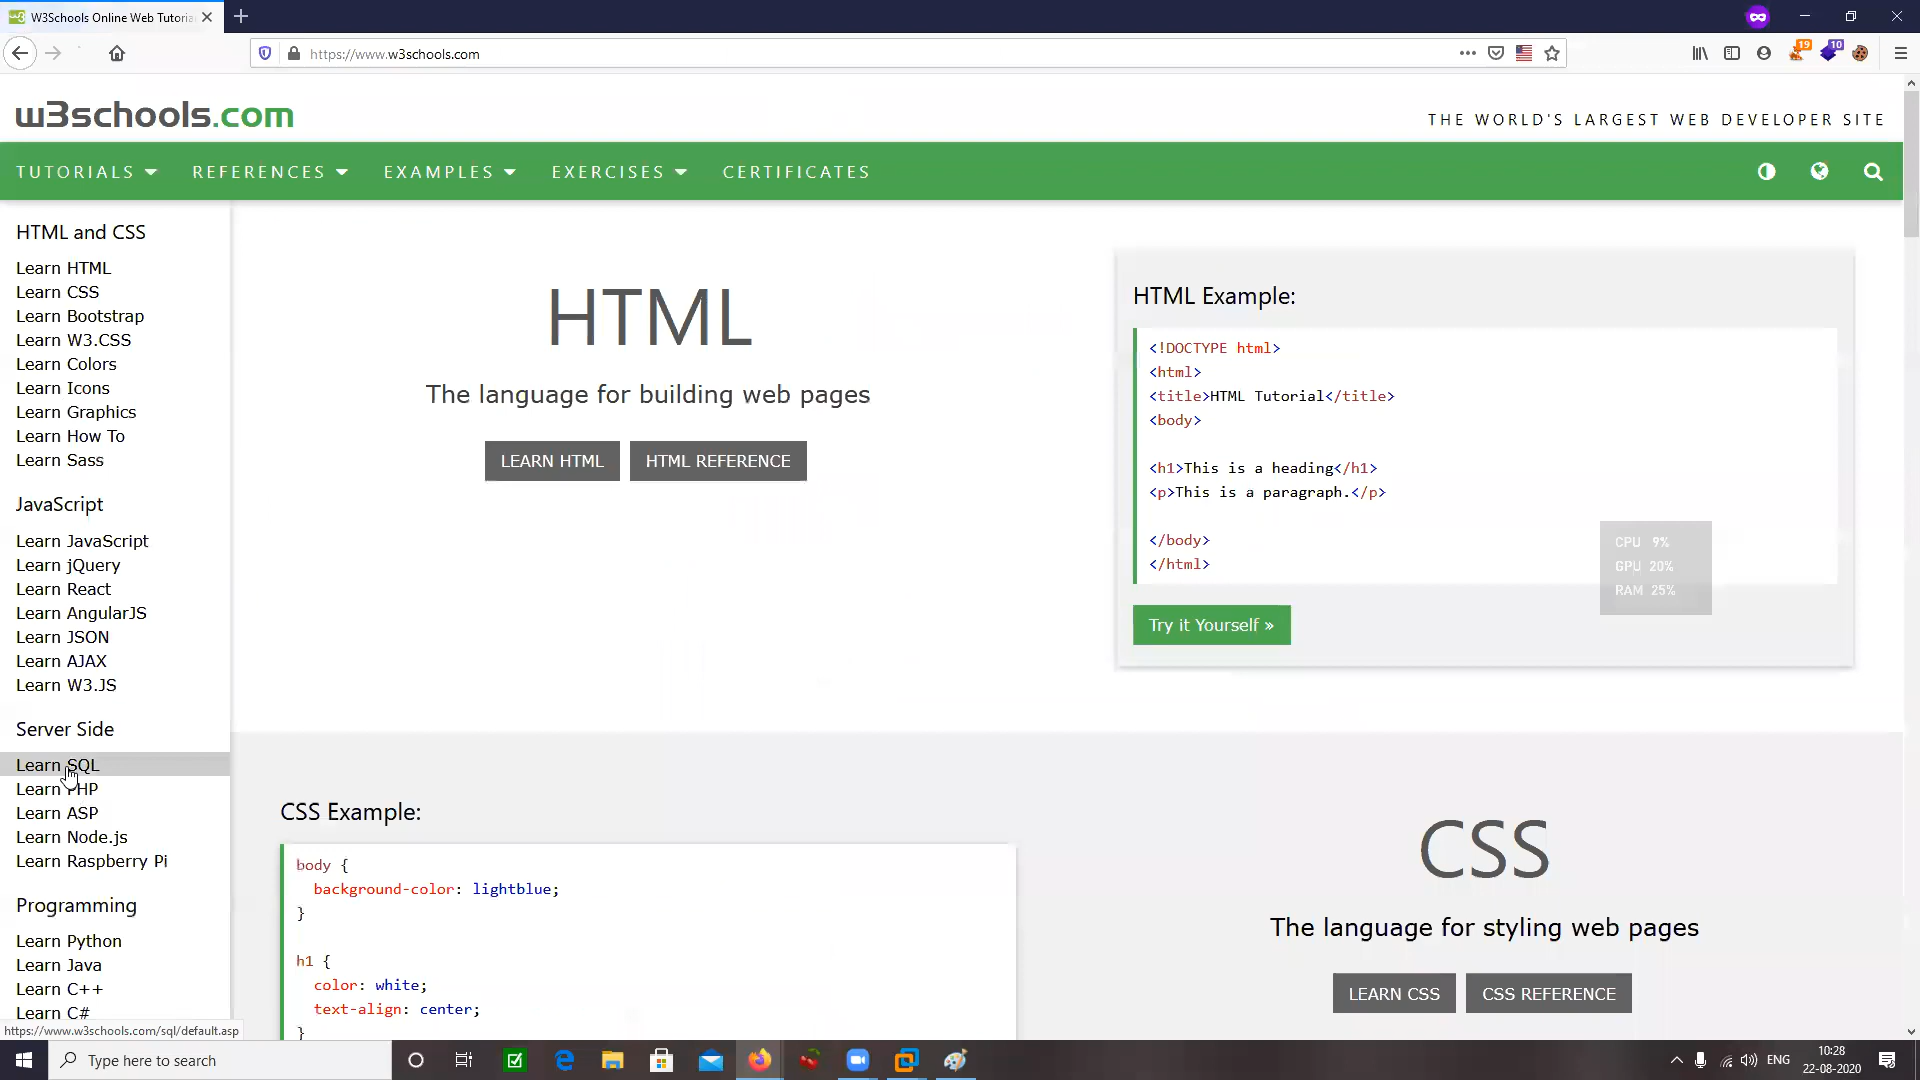 W3Schools Online Web Tutoria
https://www.w3schools.com
19
10
w3schools.com
THE WORLD'S LARGEST WEB DEVELOPER SITE
TUTORIALS REFERENCES EXAMPLES EXERCISES CERTIFICATES
HTML and CSS
Learn HTML
Learn CSS
Learn Bootstrap
Learn W3.CSS
Learn Colors
Learn Icons
Learn Graphics
Learn How To
Learn Sass
JavaScript
Learn JavaScript
Learn jQuery
Learn React
Learn AngularJS
Learn JSON
Learn AJAX
Learn W3.JS
Server Side
Learn SQL
Learn PHP
Learn ASP
Learn Node.js
Learn Raspberry Pi
Programming
Learn Python
Learn Java
Learn C++
Learn C#
https://www.w3schools.com/sql/default.asp
HTML
The language for building web pages
LEARN HTML HTML REFERENCE
HTML Example:
<!DOCTYPE html>
<html>
<title>HTML Tutorial</title>
<body>
<h1>This is a heading</h1>
<p>This is a paragraph.</p>
</body>
</html>
Try it Yourself »
CPU 9%
GPU 20%
RAM 25%
CSS Example:
body {
background-color: lightblue;
}
h1 {
color: white;
text-align: center;
}
CSS
The language for styling web pages
LEARN CSS CSS REFERENCE
Type here to search
ENG
10:28
22-08-2020